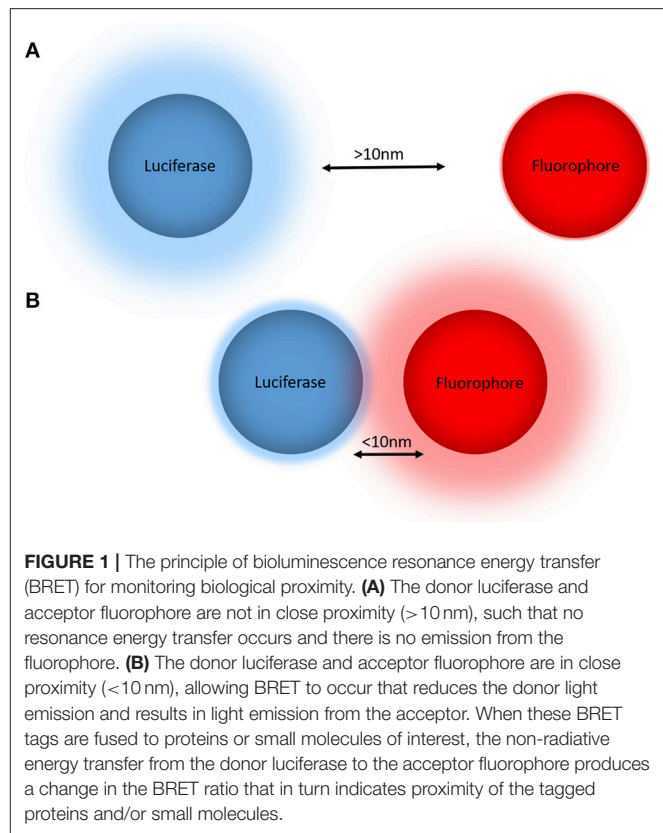 A
Luciferase
>10nm
Fluorophore
B
Luciferase
Fluorophore
<10nm
FIGURE 1 | The principle of bioluminescence resonance energy transfer
(BRET) for monitoring biological proximity. (A) The donor luciferase and
acceptor fluorophore are not in close proximity (>10 nm), such that no
resonance energy transfer occurs and there is no emission from the
fluorophore. (B) The donor luciferase and acceptor fluorophore are in close
proximity (<10 nm), allowing BRET to occur that reduces the donor light
emission and results in light emission from the acceptor. When these BRET
tags are fused to proteins or small molecules of interest, the non-radiative
energy transfer from the donor luciferase to the acceptor fluorophore produces
a change in the BRET ratio that in turn indicates proximity of the tagged
proteins and/or small molecules.